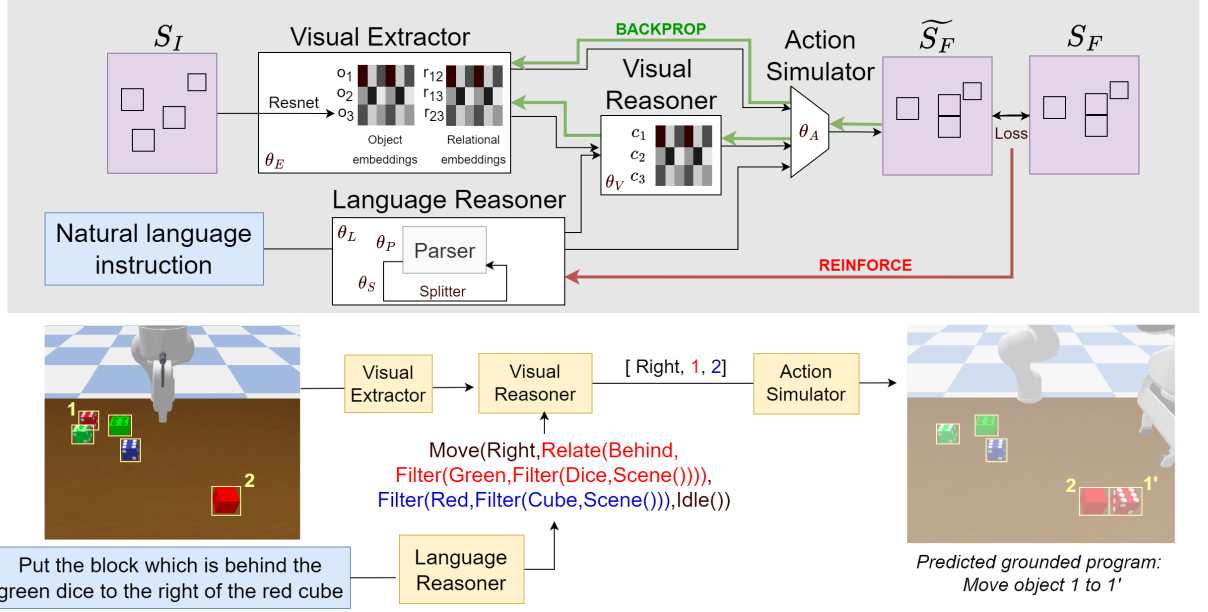 S_I
Visual Extractor
BACKPROP
Action
Simulator
\widetilde{S_F}
S_F
Visual
Reasoner
o1
o2
o3
r12
r13
r23
Resnet
Object
embeddings
Relational
embeddings
θ_E
c1
c2
c3
θ_V
θ_A
Loss
Language Reasoner
Natural language
instruction
θ_L
θ_P
Parser
θ_S
Splitter
REINFORCE
1
2
Visual
Extractor
Visual
Reasoner
[ Right, 1, 2]
Action
Simulator
Move(Right,Relate(Behind,
Filter(Green,Filter(Dice,Scene()))),
Filter(Red,Filter(Cube,Scene())),Idle())
2
1'
Put the block which is behind the
green dice to the right of the red cube
Language
Reasoner
Predicted grounded program:
Move object 1 to 1'